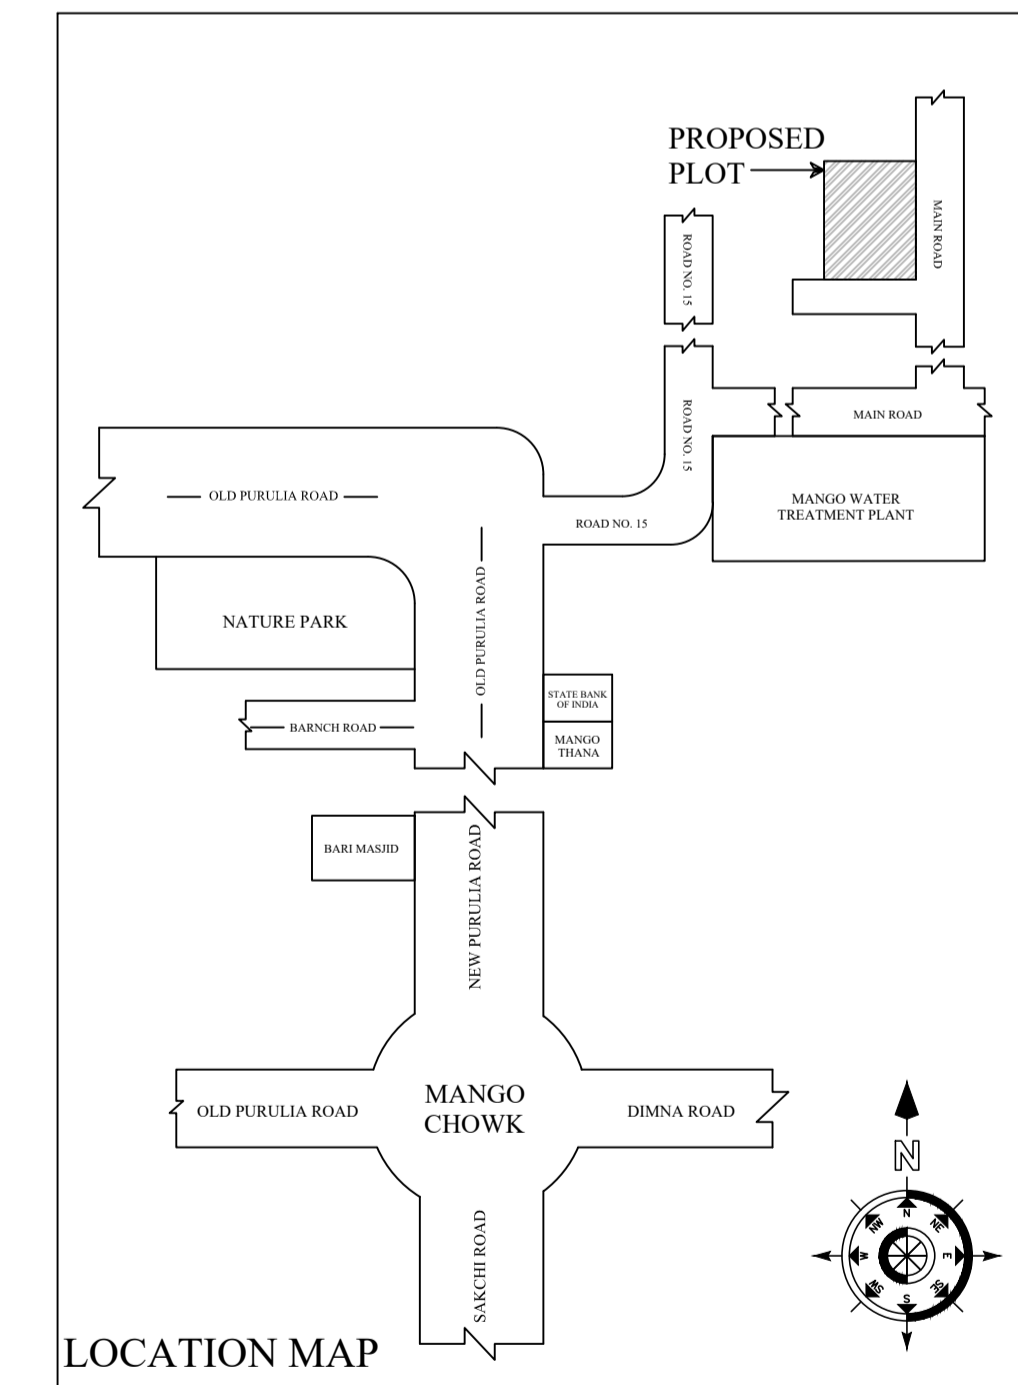 PROPOSED
PLOT
MAIN ROAD
ROAD NO. 15
MAIN ROAD
ROAD NO. 15
OLD PURULIA ROAD
ROAD NO. 15
MANGO WATER
TREATMENT PLANT
OLD PURULIA ROAD
NATURE PARK
STATE BANK
OF INDIA
BARNCH ROAD
MANGO
THANA
BARI MASJID
NEW PURULIA ROAD
MANGO
CHOWK
OLD PURULIA ROAD
DIMNA ROAD
N
N
NE
E
SE
S
SW
W
NW
SAKCHI ROAD
LOCATION MAP